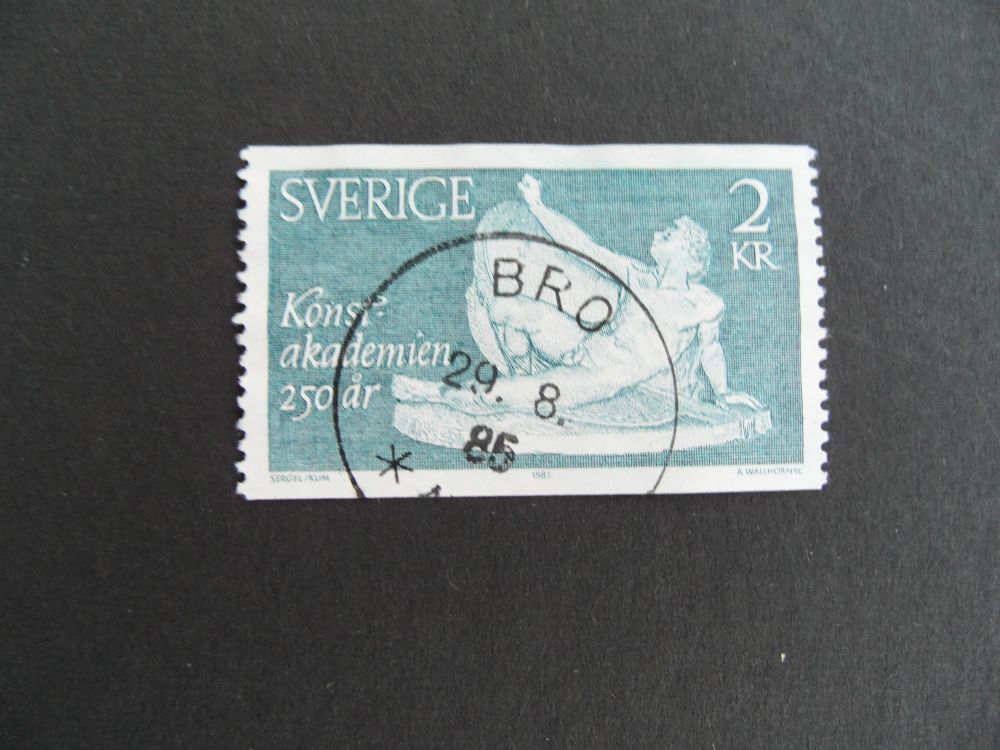 SVERIGE
2
KR
Konst-
akademien
250 år
BRO
29. 8.
85
*
SERGEL/KUM
1985
A. WALLHORN SC